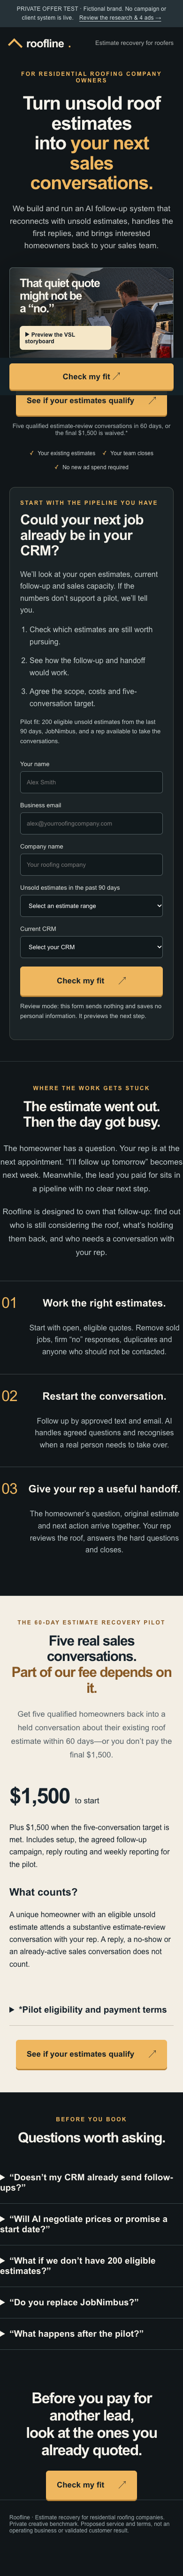 PRIVATE OFFER TEST · Fictional brand. No campaign or
client system is live. Review the research & 4 ads →
roofline.
Estimate recovery for roofers
FOR RESIDENTIAL ROOFING COMPANY
OWNERS
Turn unsold roof
estimates
into your next
sales
conversations.
We build and run an AI follow-up system that
reconnects with unsold estimates, handles the
first replies, and brings interested
homeowners back to your sales team.
That quiet quote
might not be
a “no.”
▶ Preview the VSL
storyboard
Check my fit ↗
See if your estimates qualify ↗
Five qualified estimate-review conversations in 60 days, or
the final $1,500 is waived.*
✓ Your existing estimates ✓ Your team closes
✓ No new ad spend required
START WITH THE PIPELINE YOU HAVE
Could your next job
already be in your
CRM?
We’ll look at your open estimates, current
follow-up and sales capacity. If the
numbers don’t support a pilot, we’ll tell
you.
1. Check which estimates are still worth
pursuing.
2. See how the follow-up and handoff
would work.
3. Agree the scope, costs and five-
conversation target.
Pilot fit: 200 eligible unsold estimates from the last
90 days, JobNimbus, and a rep available to take the
conversations.
Your name
Alex Smith
Business email
alex@yourroofingcompany.com
Company name
Your roofing company
Unsold estimates in the past 90 days
Select an estimate range
Current CRM
Select your CRM
Check my fit ↗
Review mode: this form sends nothing and saves no
personal information. It previews the next step.
WHERE THE WORK GETS STUCK
The estimate went out.
Then the day got busy.
The homeowner has a question. Your rep is at the
next appointment. “I’ll follow up tomorrow” becomes
next week. Meanwhile, the lead you paid for sits in
a pipeline with no clear next step.
Roofline is designed to own that follow-up: find out
who is still considering the roof, what’s holding
them back, and who needs a conversation with
your rep.
01
Work the right estimates.
Start with open, eligible quotes. Remove sold
jobs, firm “no” responses, duplicates and
anyone who should not be contacted.
02
Restart the conversation.
Follow up by approved text and email. AI
handles agreed questions and recognises
when a real person needs to take over.
03
Give your rep a useful handoff.
The homeowner’s question, original estimate
and next action arrive together. Your rep
reviews the roof, answers the hard questions
and closes.
THE 60-DAY ESTIMATE RECOVERY PILOT
Five real sales
conversations.
Part of our fee depends on
it.
Get five qualified homeowners back into a
held conversation about their existing roof
estimate within 60 days—or you don’t pay the
final $1,500.
$1,500 to start
Plus $1,500 when the five-conversation target is
met. Includes setup, the agreed follow-up
campaign, reply routing and weekly reporting for
the pilot.
What counts?
A unique homeowner with an eligible unsold
estimate attends a substantive estimate-review
conversation with your rep. A reply, a no-show or
an already-active sales conversation does not
count.
▶ *Pilot eligibility and payment terms
See if your estimates qualify ↗
BEFORE YOU BOOK
Questions worth asking.
▶ “Doesn’t my CRM already send follow-
ups?”
▶ “Will AI negotiate prices or promise a
start date?”
▶ “What if we don’t have 200 eligible
estimates?”
▶ “Do you replace JobNimbus?”
▶ “What happens after the pilot?”
Before you pay for
another lead,
look at the ones you
already quoted.
Check my fit ↗
Roofline · Estimate recovery for residential roofing companies.
Private creative benchmark. Proposed service and terms, not an
operating business or validated customer result.